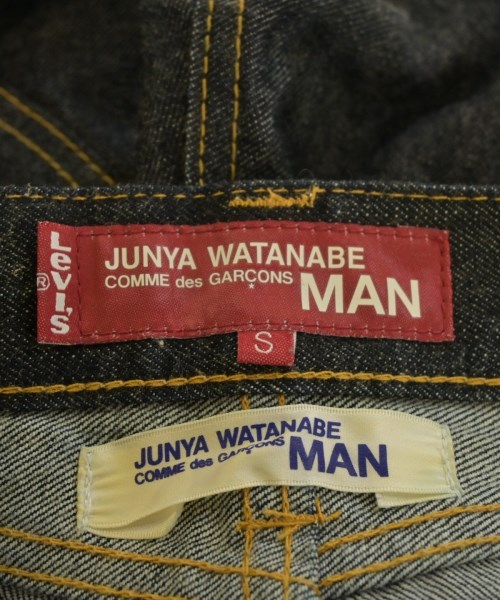 Levi's
®
JUNYA WATANABE
COMME des GARÇONS
MAN
S
JUNYA WATANABE
COMME des GARÇONS
MAN